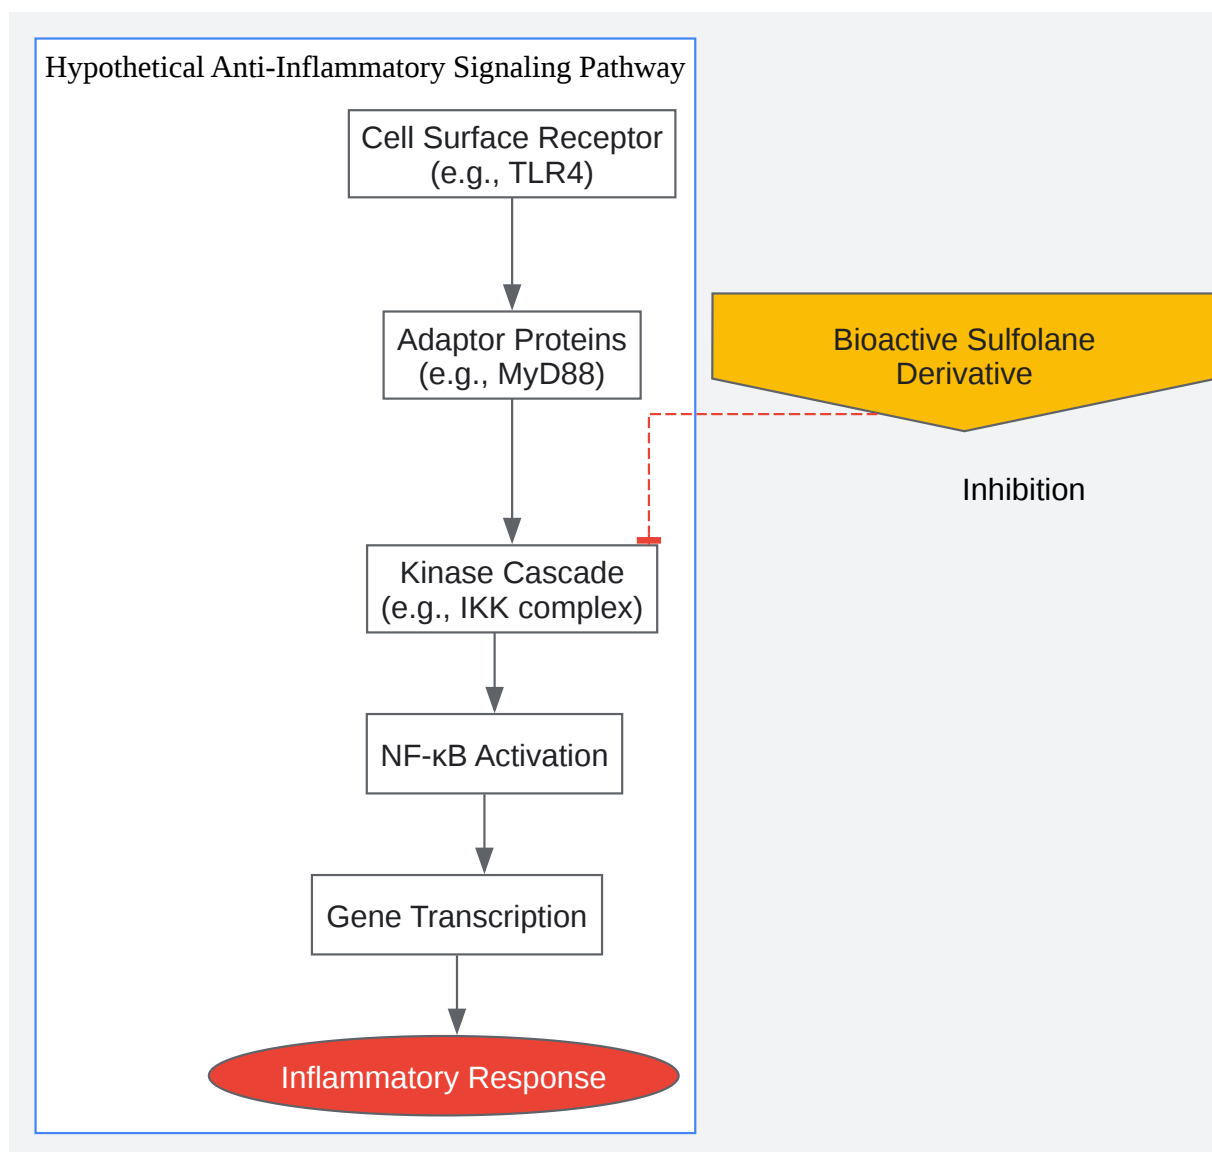 Hypothetical Anti-Inflammatory Signaling Pathway
Cell Surface Receptor
(e.g., TLR4)
Adaptor Proteins
(e.g., MyD88)
Bioactive Sulfolane
Derivative
Inhibition
Kinase Cascade
(e.g., IKK complex)
NF-κB Activation
Gene Transcription
Inflammatory Response